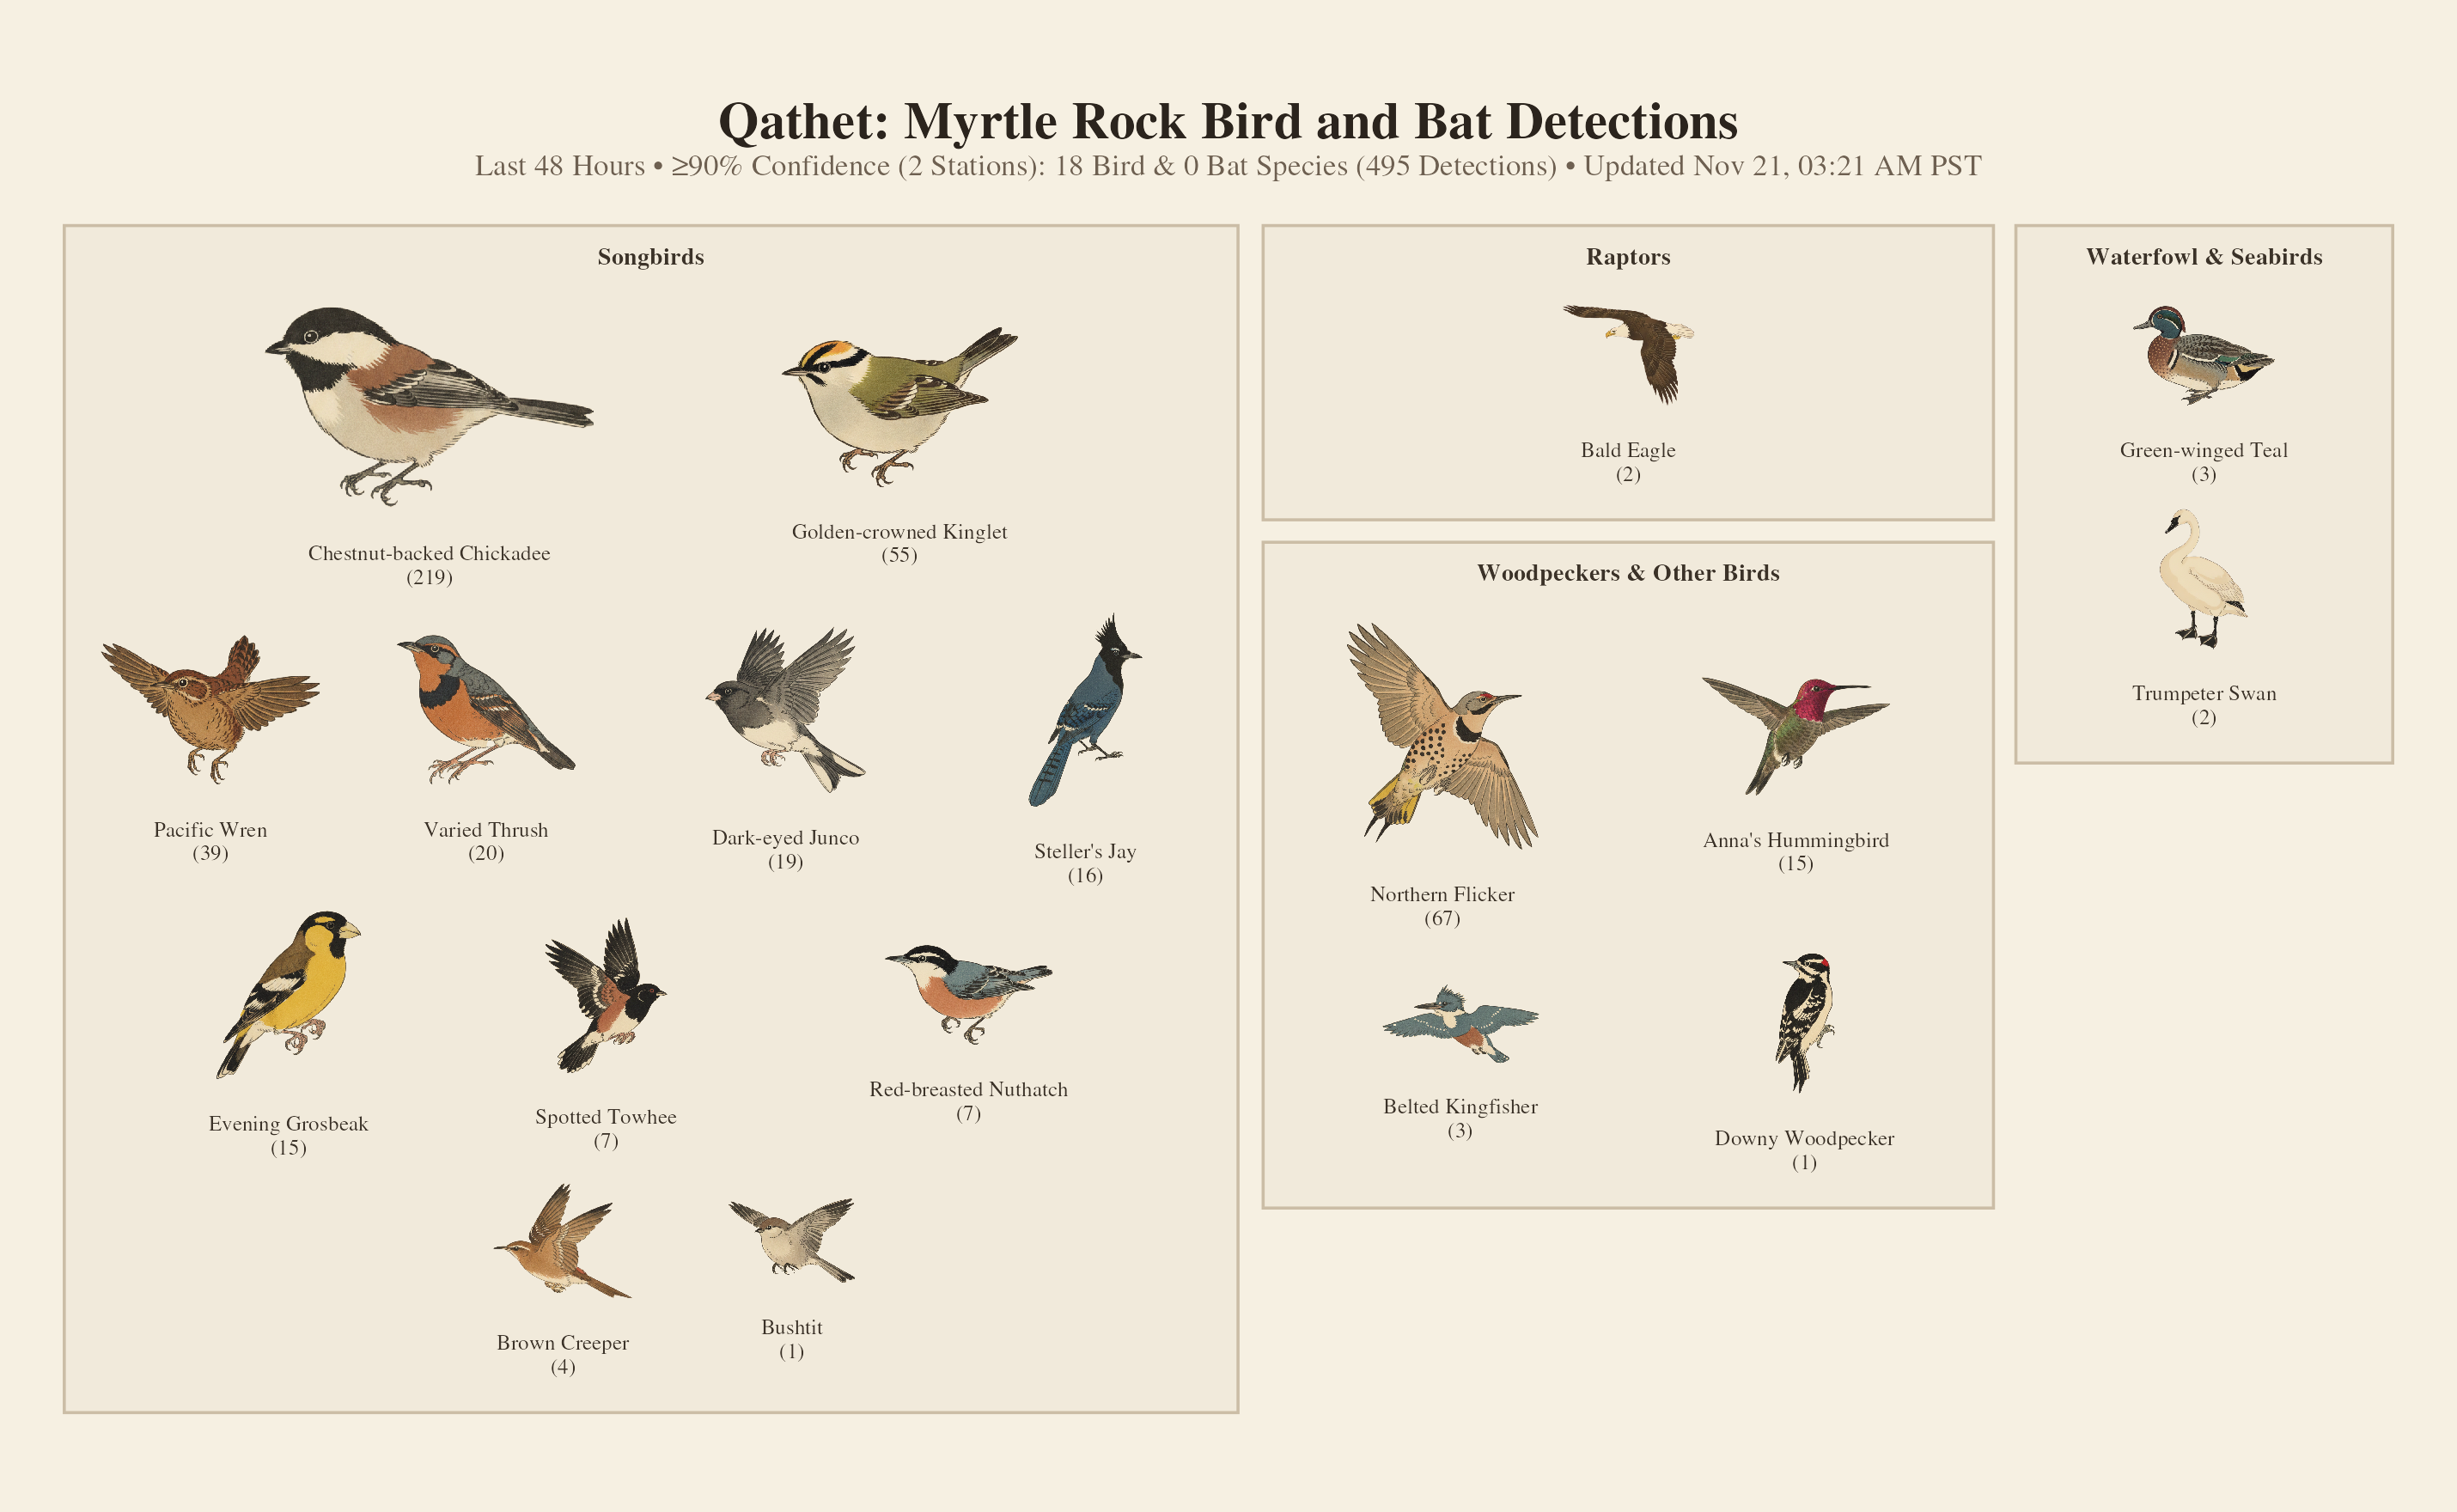 Qathet: Myrtle Rock Bird and Bat Detections
Last 48 Hours • ≥90% Confidence (2 Stations): 18 Bird & 0 Bat Species (495 Detections) • Updated Nov 21, 03:21 AM PST
Songbirds
Chestnut-backed Chickadee
(219)
Golden-crowned Kinglet
(55)
Pacific Wren
(39)
Varied Thrush
(20)
Dark-eyed Junco
(19)
Steller's Jay
(16)
Evening Grosbeak
(15)
Spotted Towhee
(7)
Red-breasted Nuthatch
(7)
Brown Creeper
(4)
Bushtit
(1)
Raptors
Bald Eagle
(2)
Woodpeckers & Other Birds
Northern Flicker
(67)
Anna's Hummingbird
(15)
Belted Kingfisher
(3)
Downy Woodpecker
(1)
Waterfowl & Seabirds
Green-winged Teal
(3)
Trumpeter Swan
(2)